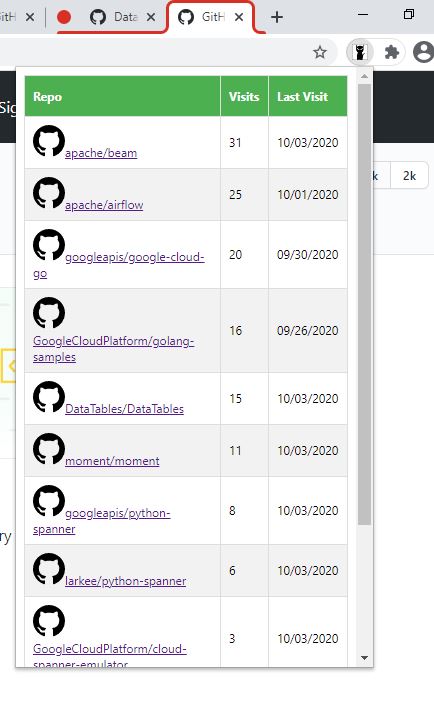 Data
GitH
Sig
Repo Visits Last Visit
apache/beam 31 10/03/2020
apache/airflow 25 10/01/2020
googleapis/google-cloud-
go 20 09/30/2020
GoogleCloudPlatform/golang-
samples 16 09/26/2020
DataTables/DataTables 15 10/03/2020
moment/moment 11 10/03/2020
googleapis/python-
spanner 8 10/03/2020
larkee/python-spanner 6 10/03/2020
GoogleCloudPlatform/cloud-
spanner-emulator 3 10/03/2020
k 2k
ry